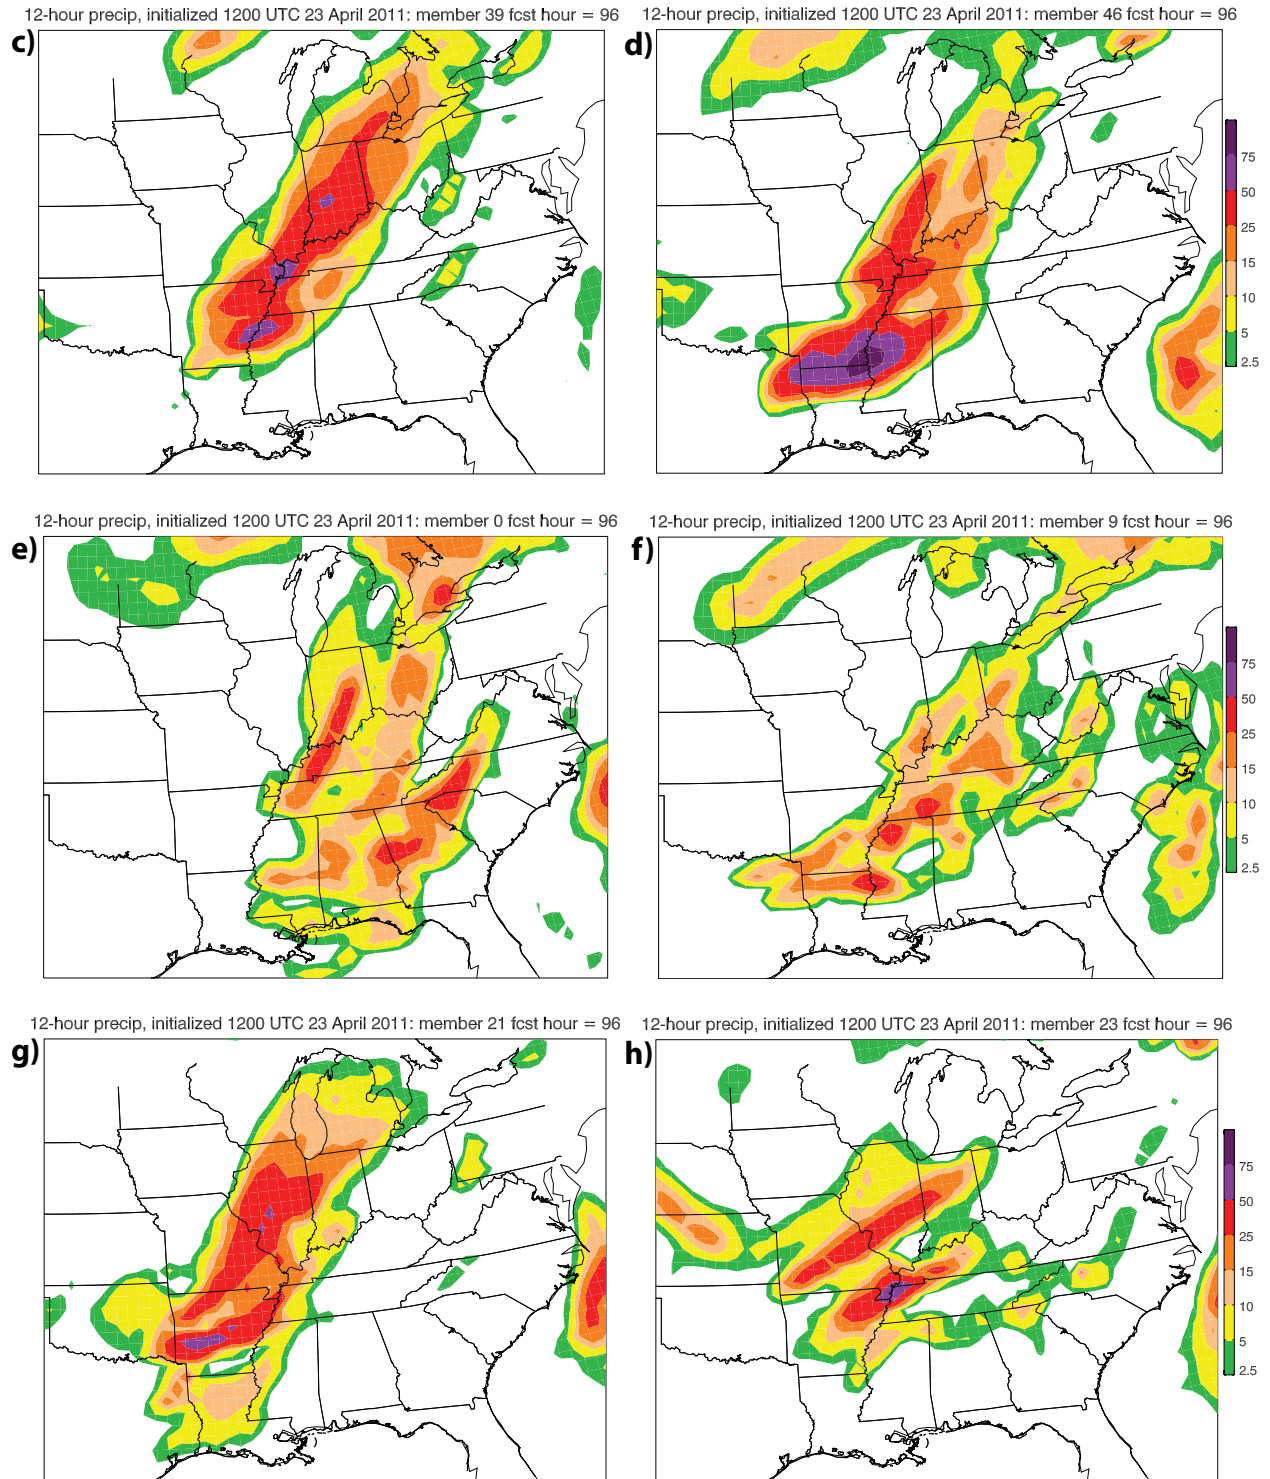 12-hour precip, initialized 1200 UTC 23 April 2011: member 39 fcst hour = 96
c)
12-hour precip, initialized 1200 UTC 23 April 2011: member 46 fcst hour = 96
d)
75
50
25
15
10
5
2.5
12-hour precip, initialized 1200 UTC 23 April 2011: member 0 fcst hour = 96
e)
12-hour precip, initialized 1200 UTC 23 April 2011: member 9 fcst hour = 96
f)
75
50
25
15
10
5
2.5
12-hour precip, initialized 1200 UTC 23 April 2011: member 21 fcst hour = 96
g)
12-hour precip, initialized 1200 UTC 23 April 2011: member 23 fcst hour = 96
h)
75
50
25
15
10
5
2.5